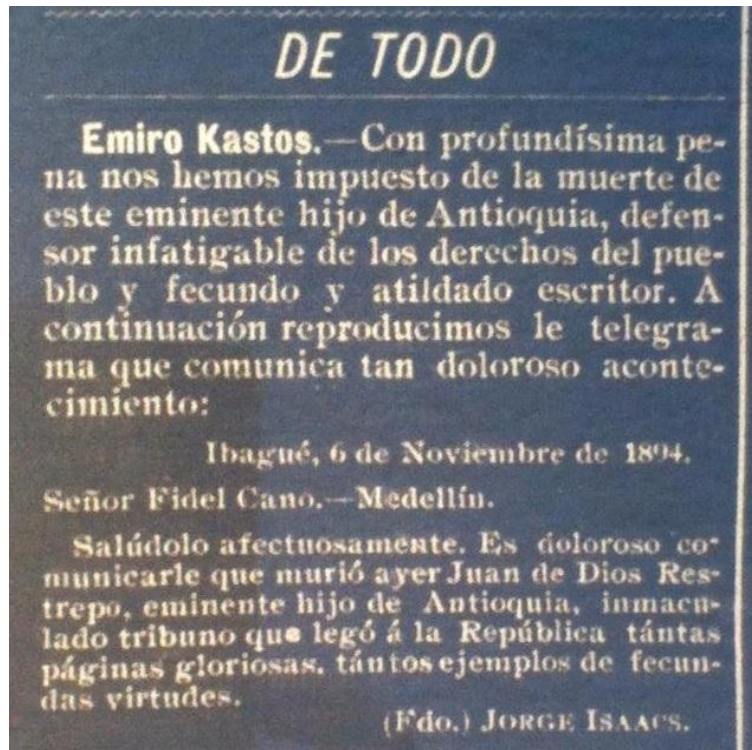 DE TODO
Emiro Kastos.—Con profundísima pe-
na nos hemos impuesto de la muerte de
este eminente hijo de Antioquia, defen-
sor infatigable de los derechos del pue-
blo y fecundo y atildado escritor. A
continuación reproducimos le telegra-
ma que comunica tan doloroso aconte-
cimiento:
Ibagué, 6 de Noviembre de 1894.
Señor Fidel Cano.—Medellín.
Salúdolo afectuosamente. Es doloroso co-
municarle que murió ayer Juan de Dios Res-
trepo, eminente hijo de Antioquia, inmacu-
lado tribuno que legó á la República tántas
páginas gloriosas, tántos ejemplos de fecun-
das virtudes.
(Fdo.) JORGE ISAACS.